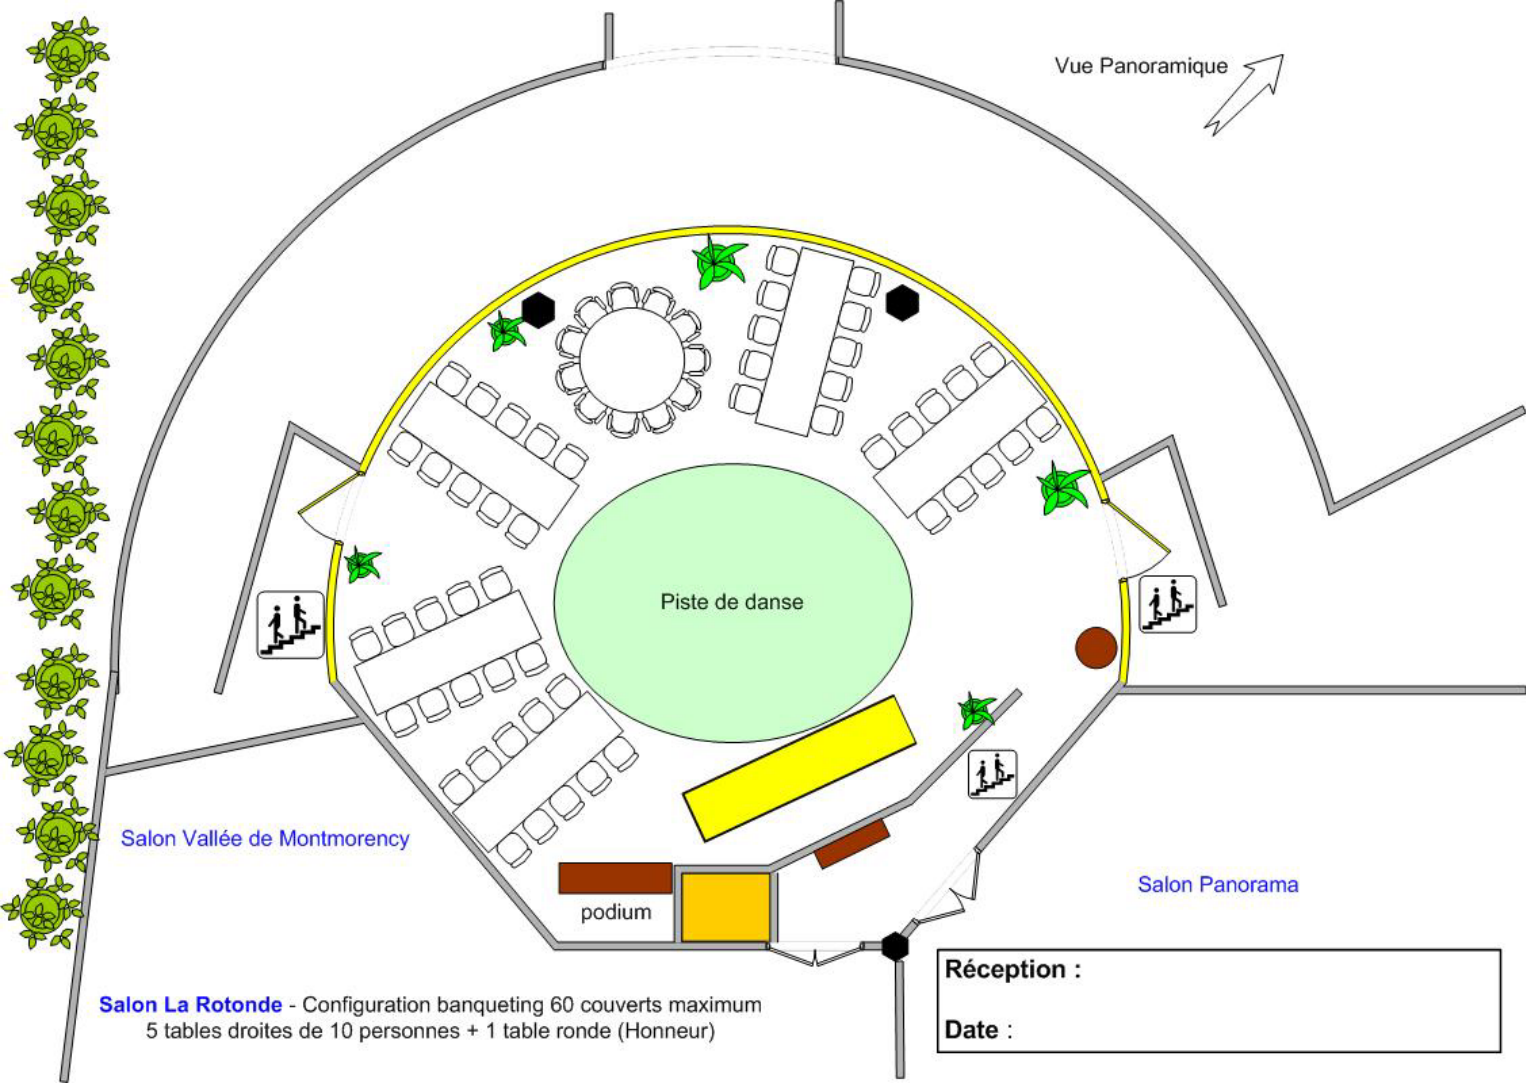 Vue Panoramique
Piste de danse
Salon Vallée de Montmorency
Salon Panorama
podium
Réception :
Date :
Salon La Rotonde - Configuration banqueting 60 couverts maximum
5 tables droites de 10 personnes + 1 table ronde (Honneur)